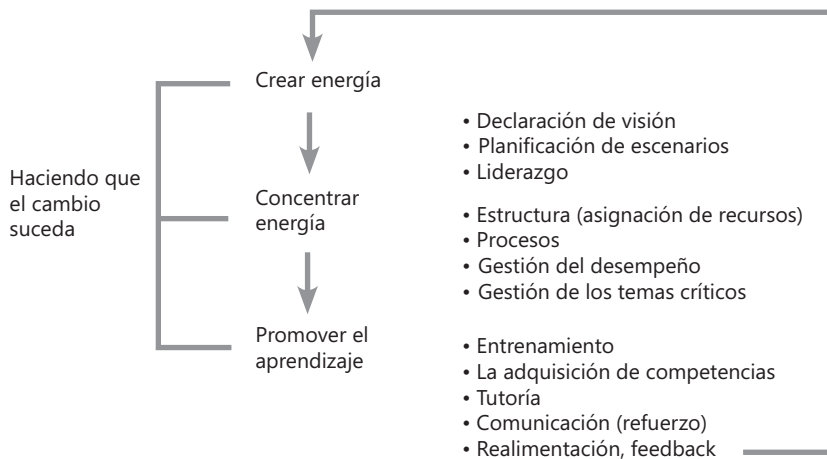 Crear energía
• Declaración de visión
• Planificación de escenarios
• Liderazgo
Haciendo que
el cambio
suceda
Concentrar
energía
• Estructura (asignación de recursos)
• Procesos
• Gestión del desempeño
• Gestión de los temas críticos
Promover el
aprendizaje
• Entrenamiento
• La adquisición de competencias
• Tutoría
• Comunicación (refuerzo)
• Realimentación, feedback